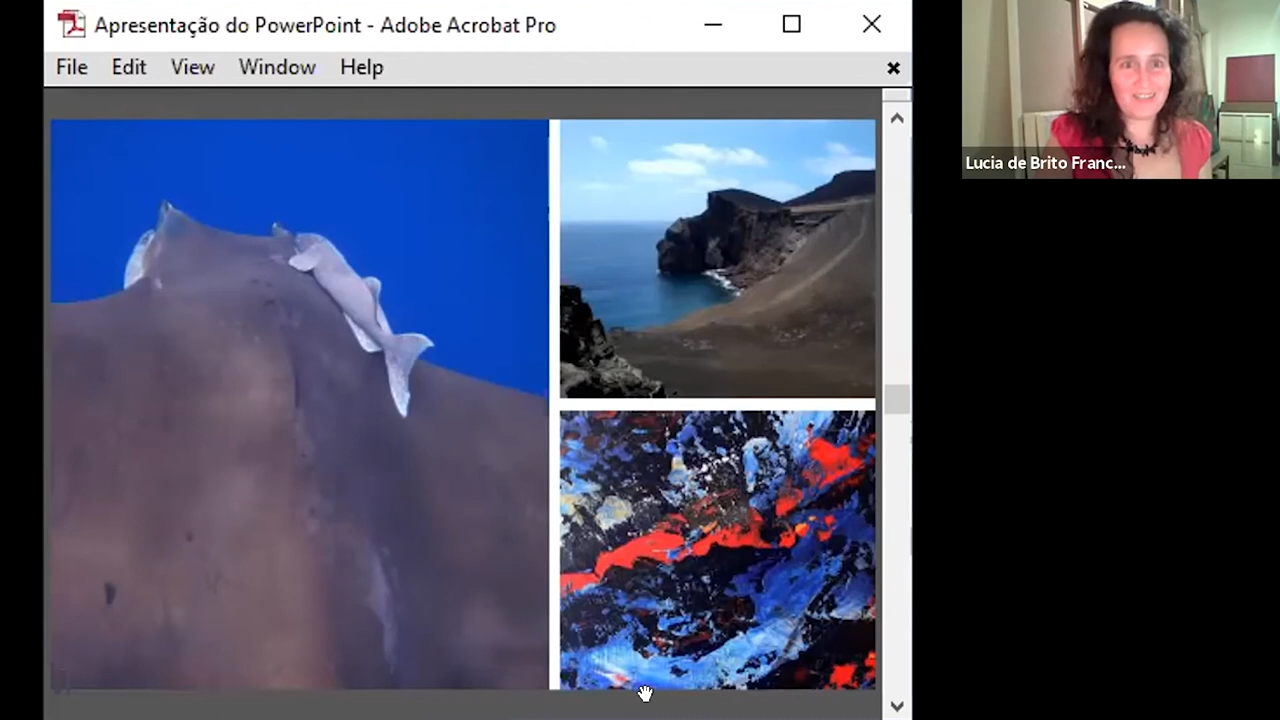 Apresentação do PowerPoint - Adobe Acrobat Pro
File Edit View Window Help
Lucia de Brito Franc...